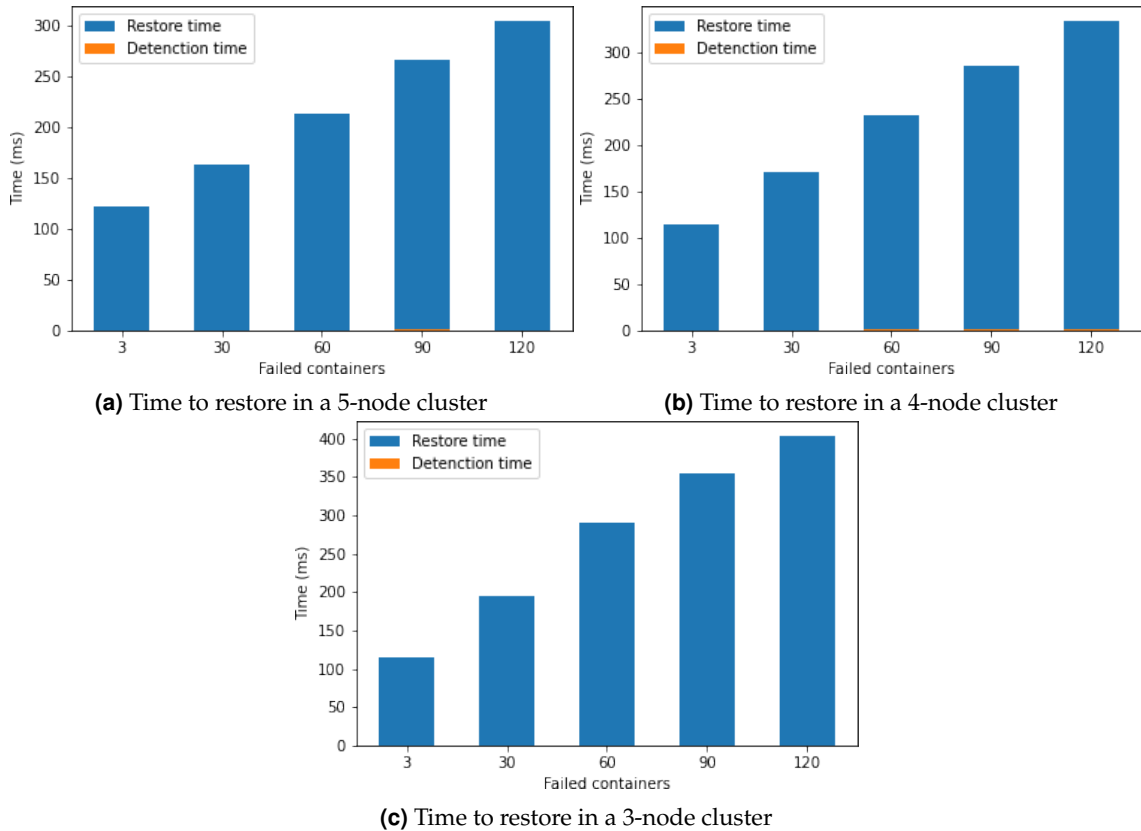 300
250
200
150
100
50
0
Time (ms)
Restore time
Detenction time
3 30 60 90 120
Failed containers
(a) Time to restore in a 5-node cluster
300
250
200
150
100
50
0
Time (ms)
Restore time
Detenction time
3 30 60 90 120
Failed containers
(b) Time to restore in a 4-node cluster
400
350
300
250
200
150
100
50
0
Time (ms)
Restore time
Detenction time
3 30 60 90 120
Failed containers
(c) Time to restore in a 3-node cluster